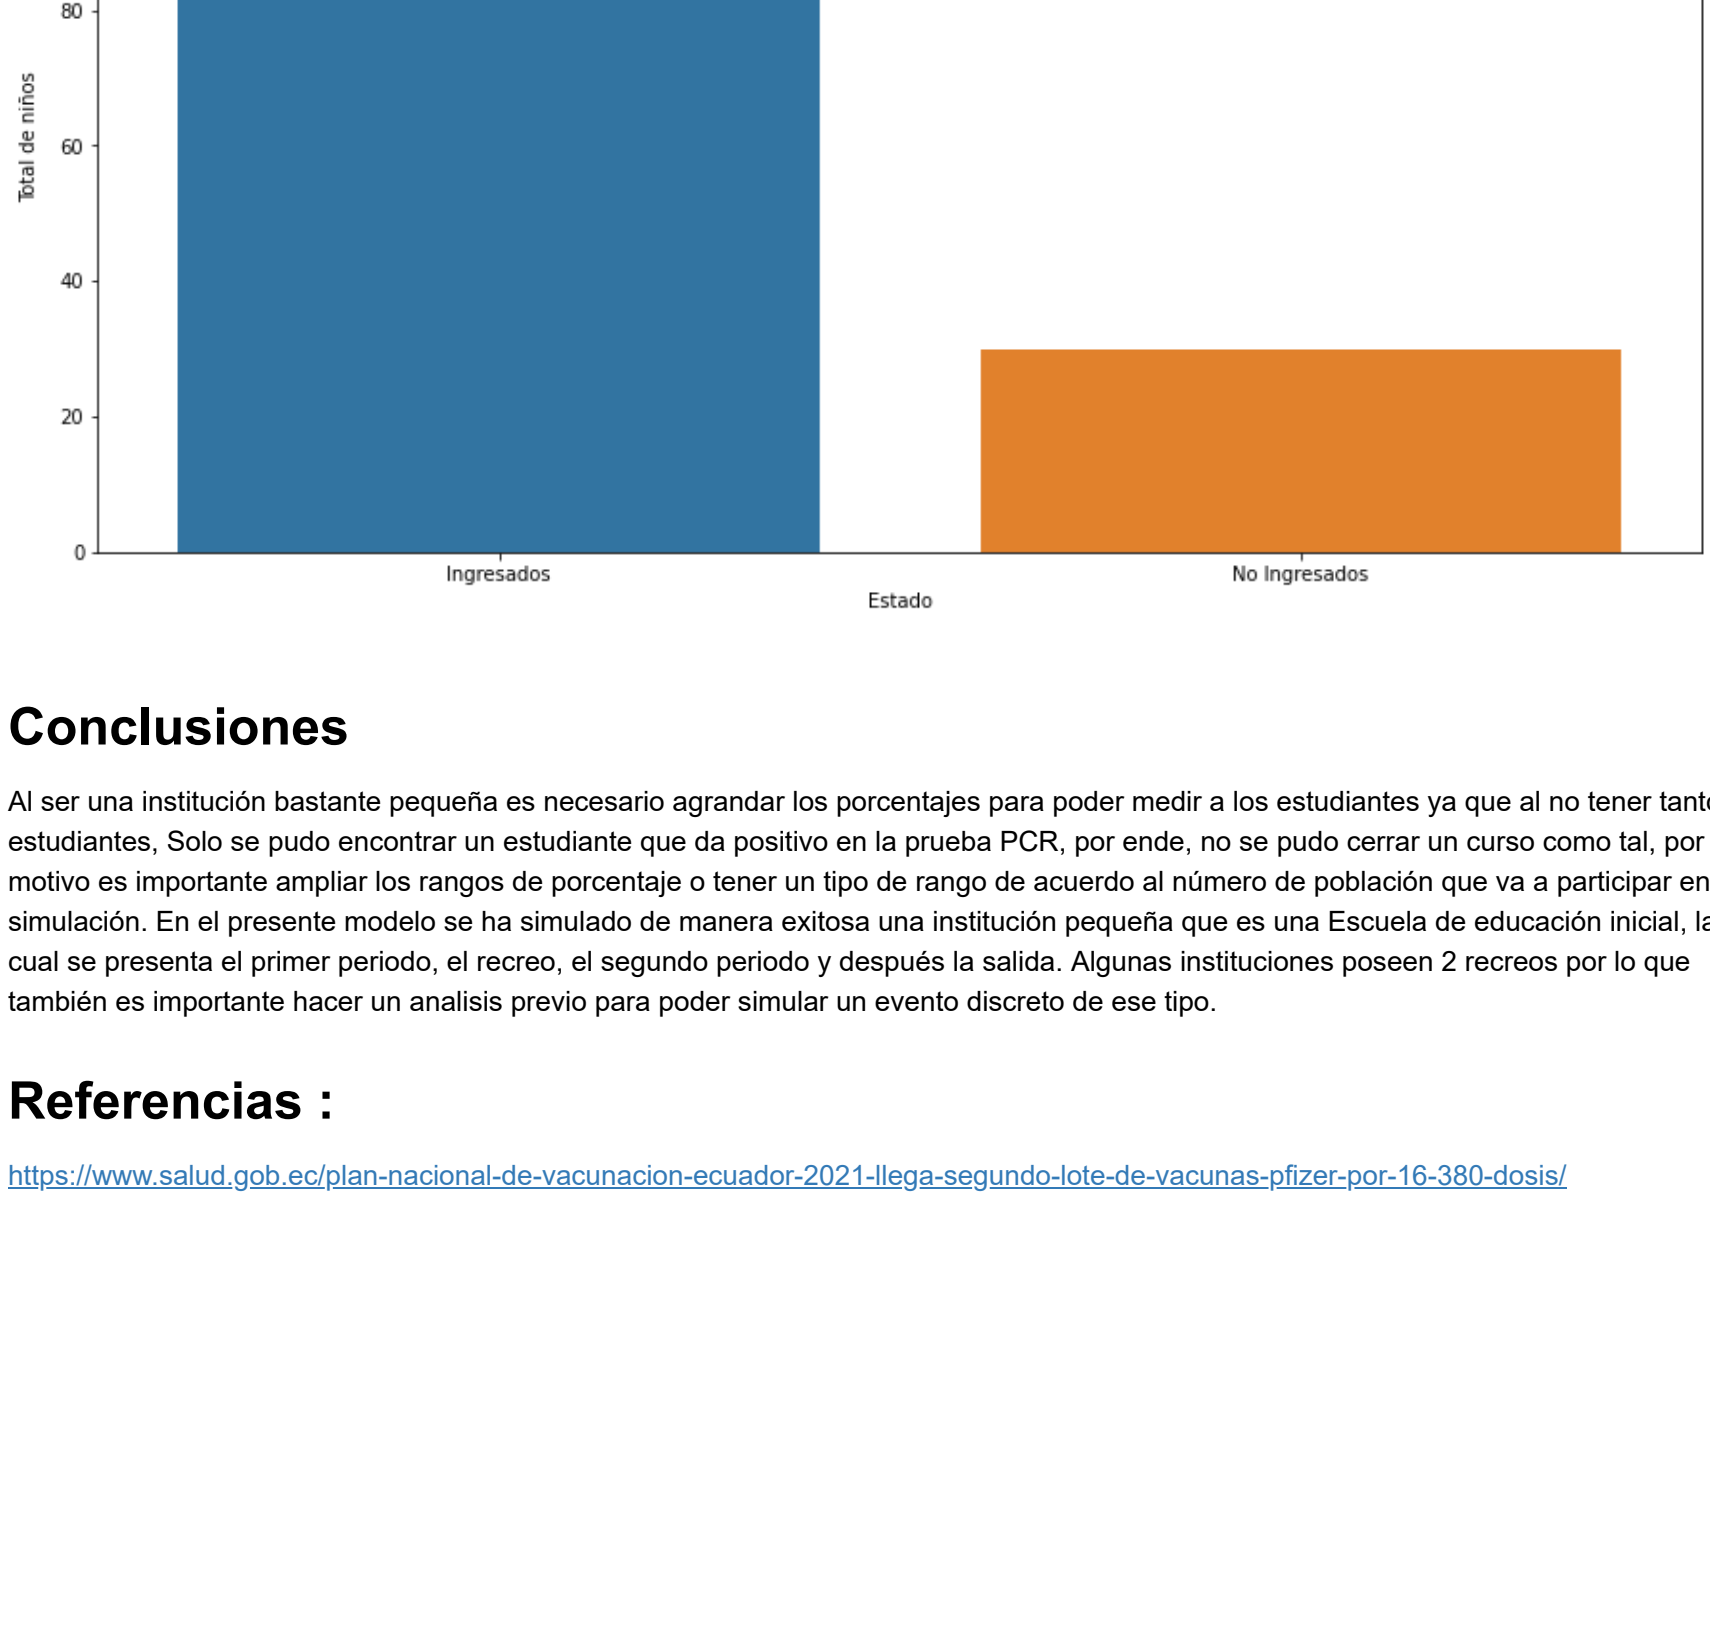 80
60
40
20
0
Total de niños
Ingresados
No Ingresados
Estado
Conclusiones
Al ser una institución bastante pequeña es necesario agrandar los porcentajes para poder medir a los estudiantes ya que al no tener
estudiantes, Solo se pudo encontrar un estudiante que da positivo en la prueba PCR, por ende, no se pudo cerrar un curso como tal, por
motivo es importante ampliar los rangos de porcentaje o tener un tipo de rango de acuerdo al número de población que va a participar en
simulación. En el presente modelo se ha simulado de manera exitosa una institución pequeña que es una Escuela de educación inicial, la
cual se presenta el primer periodo, el recreo, el segundo periodo y después la salida. Algunas instituciones poseen 2 recreos por lo que
también es importante hacer un analisis previo para poder simular un evento discreto de ese tipo.
Referencias :
https://www.salud.gob.ec/plan-nacional-de-vacunacion-ecuador-2021-llega-segundo-lote-de-vacunas-pfizer-por-16-380-dosis/